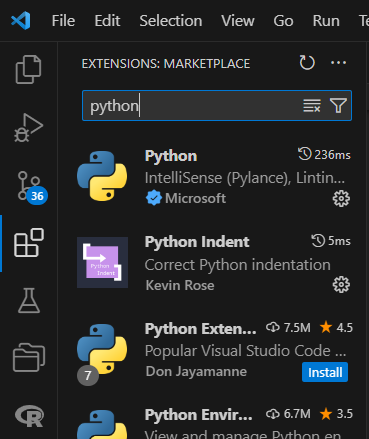 File Edit Selection View Go Run T
EXTENSIONS: MARKETPLACE
python
Python 236ms
IntelliSense (Pylance), Lintin...
Microsoft
36
Python Indent 5ms
Correct Python indentation
Kevin Rose
Python Indent
Python Exten... 7.5M 4.5
Popular Visual Studio Code ...
7 Don Jayamanne Install
Python Envir... 6.7M 3.5
View and manage Python en...
R